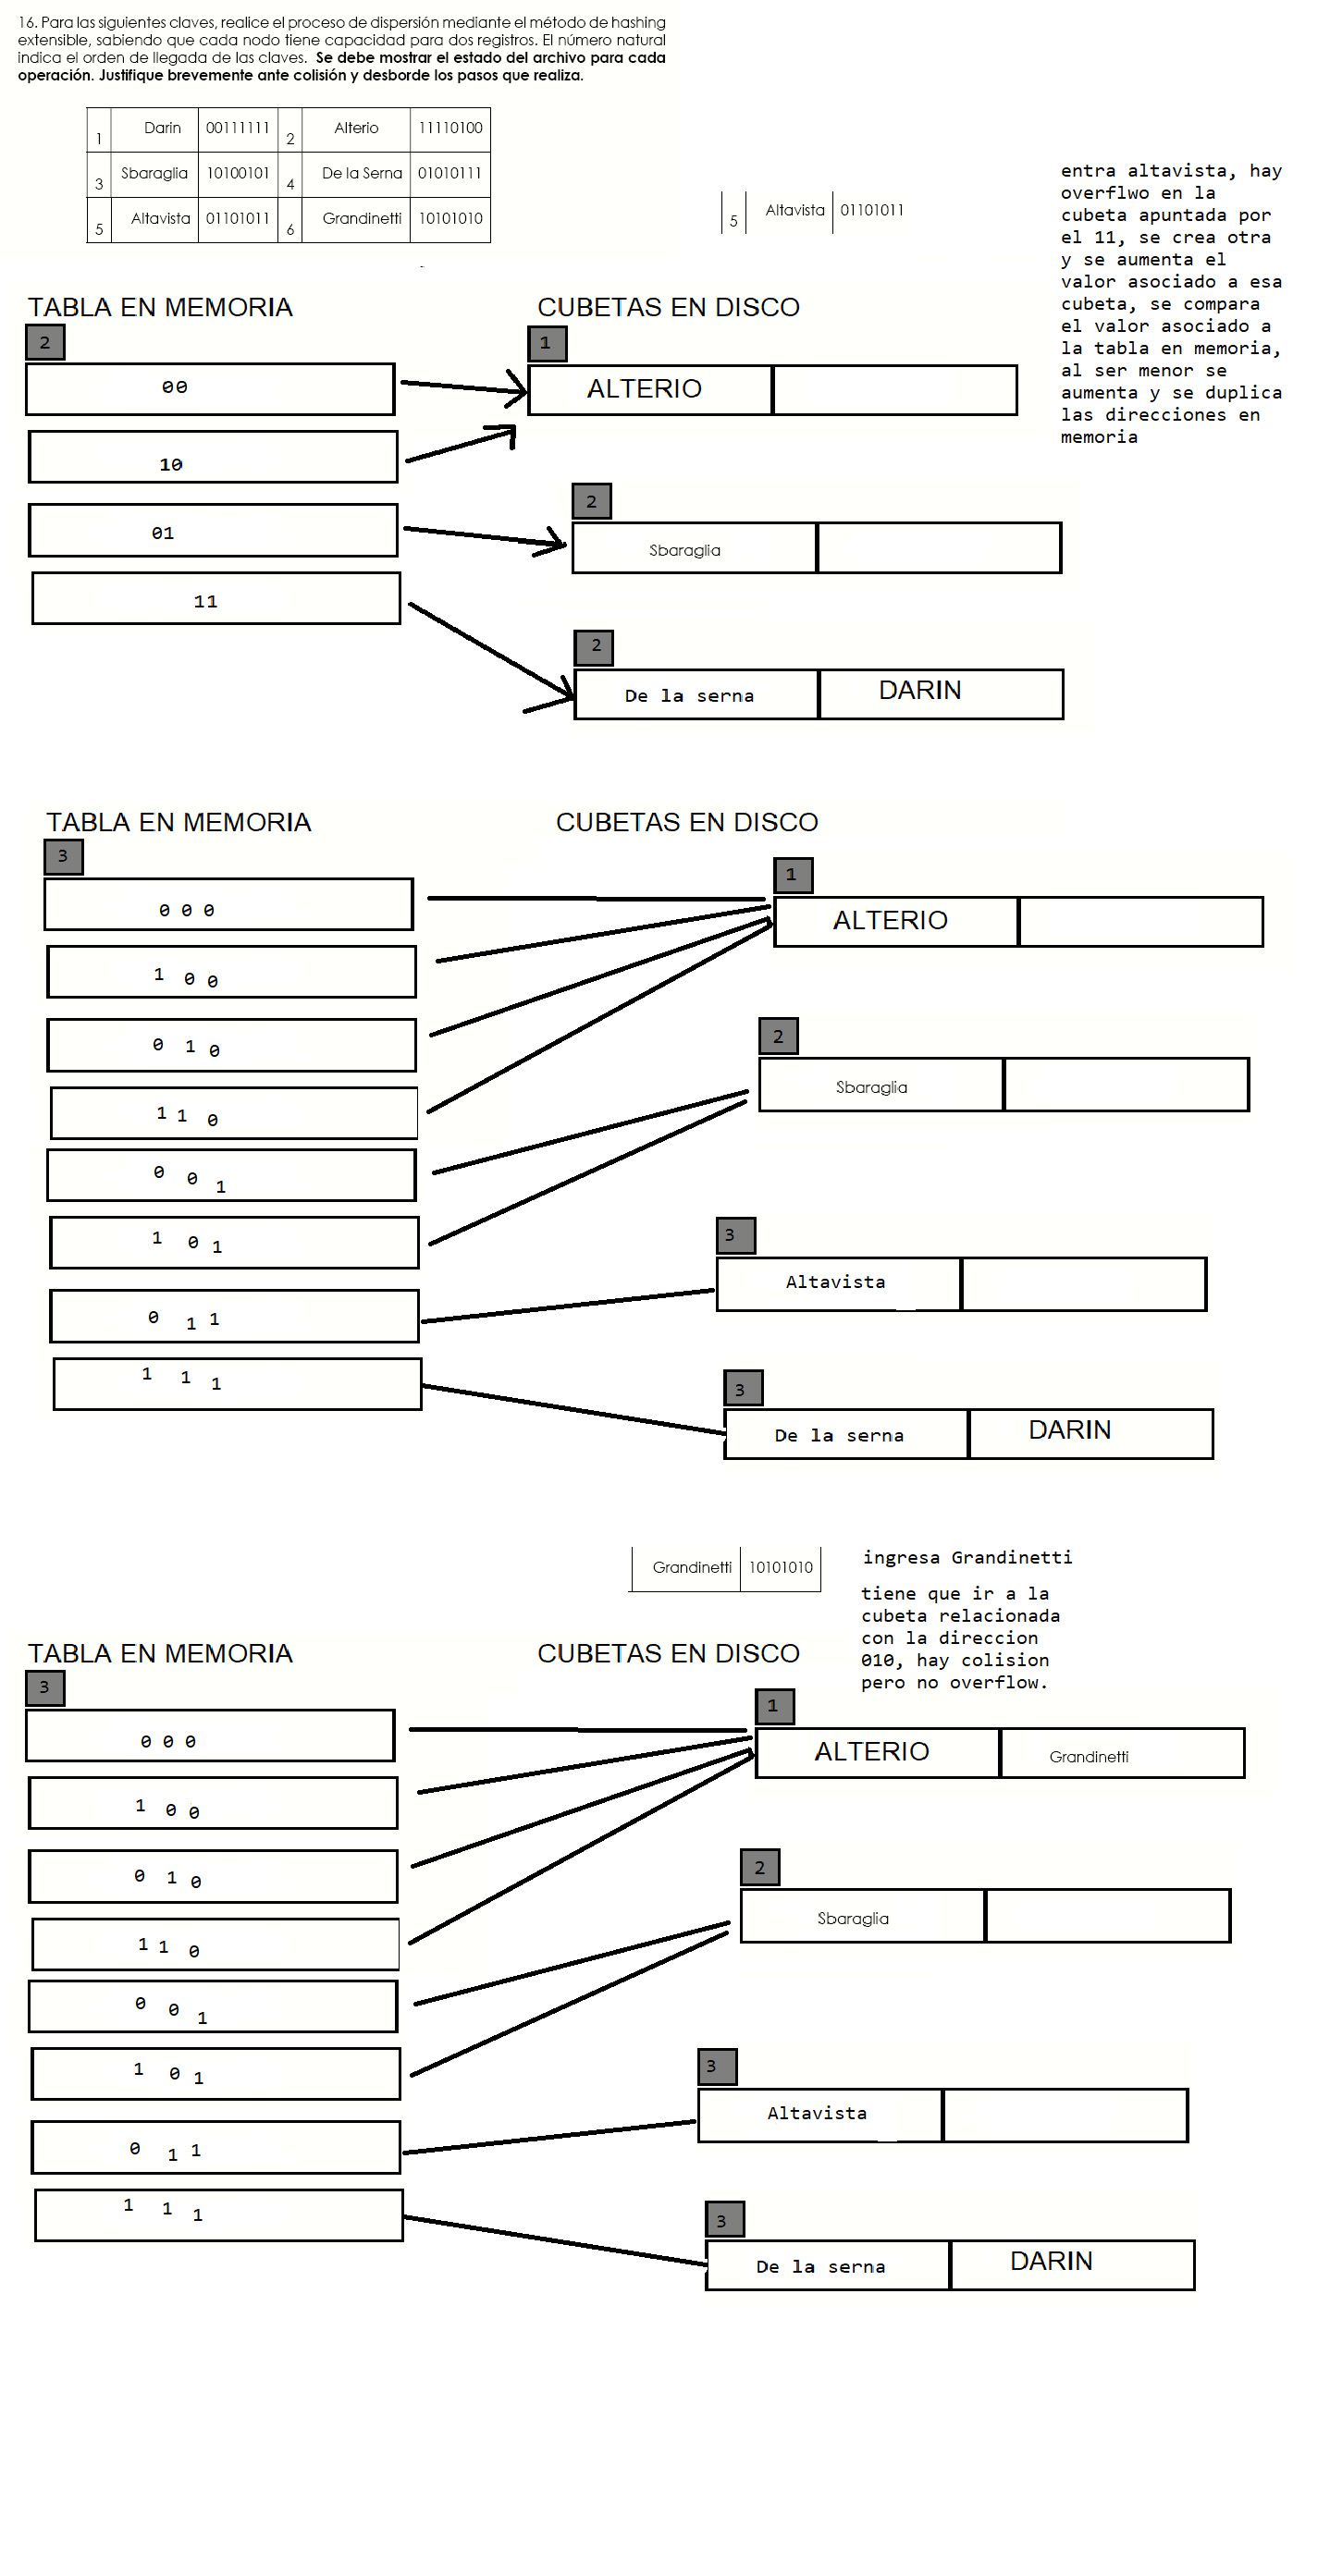 16. Para las siguientes claves, realice el proceso de dispersión mediante el método de hashing
extensible, sabiendo que cada nodo tiene capacidad para dos registros. El número natural
indica el orden de llegada de las claves. Se debe mostrar el estado del archivo para cada
operación. Justifique brevemente ante colisión y desborde los pasos que realiza.
1 Darin 00111111 2 Alterio 11110100
3 Sbaraglia 10100101 4 De la Serna 01010111
5 Altavista 01101011 6 Grandinetti 10101010
5 Altavista 01101011
entra altavista, hay
overflwo en la
cubeta apuntada por
el 11, se crea otra
y se aumenta el
valor asociado a esa
cubeta, se compara
el valor asociado a
la tabla en memoria,
al ser menor se
aumenta y se duplica
las direcciones en
memoria
TABLA EN MEMORIA CUBETAS EN DISCO
2 1
00 ALTERIO
10
2
01 Sbaraglia
11
2
De la serna DARIN
TABLA EN MEMORIA CUBETAS EN DISCO
3 1
0 0 0 ALTERIO
1 0 0
2
0 1 0 Sbaraglia
1 1 0
0 0 1
3
1 0 1 Altavista
0 1 1
3
1 1 1 De la serna DARIN
Grandinetti 10101010
ingresa Grandinetti
tiene que ir a la
cubeta relacionada
con la direccion
010, hay colision
pero no overflow.
TABLA EN MEMORIA CUBETAS EN DISCO
3 1
0 0 0 ALTERIO Grandinetti
1 0 0
2
0 1 0 Sbaraglia
1 1 0
0 0 1
3
1 0 1 Altavista
0 1 1
3
1 1 1 De la serna DARIN